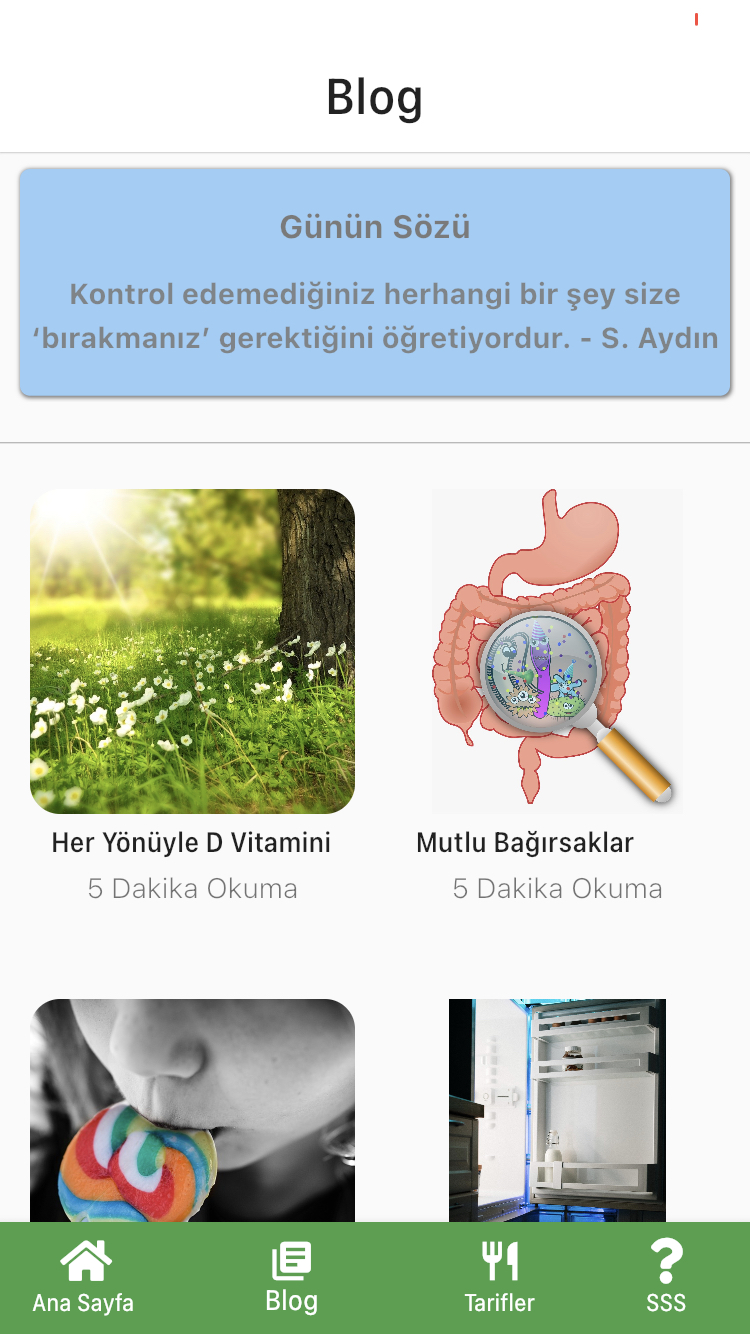 Blog
Günün Sözü
Kontrol edemediğiniz herhangi bir şey size
‘bırakmanız’ gerektiğini öğretiyordur. - S. Aydın
Her Yönüyle D Vitamini
Mutlu Bağırsaklar
5 Dakika Okuma
5 Dakika Okuma
Ana Sayfa
Blog
Tarifler
SSS